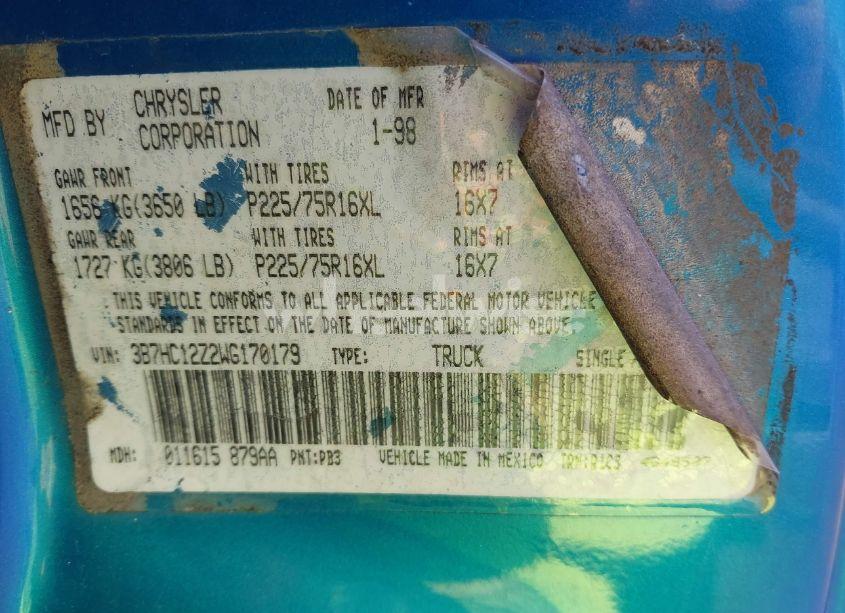 MFD BY CHRYSLER CORPORATION DATE OF MFR 1-98
GAWR FRONT WITH TIRES RIMS AT
1656 KG(3650 LB) P225/75R16XL 16X7
GAWR REAR WITH TIRES RIMS AT
1727 KG(3806 LB) P225/75R16XL 16X7
THIS VEHICLE CONFORMS TO ALL APPLICABLE FEDERAL MOTOR VEHICLE
STANDARDS IN EFFECT ON THE DATE OF MANUFACTURE SHOWN ABOVE.
VIN: 3B7HC12Z2WG170179 TYPE: TRUCK SINGLE
MDH: 011615 879AA PNT:PB3 VEHICLE MADE IN MEXICO